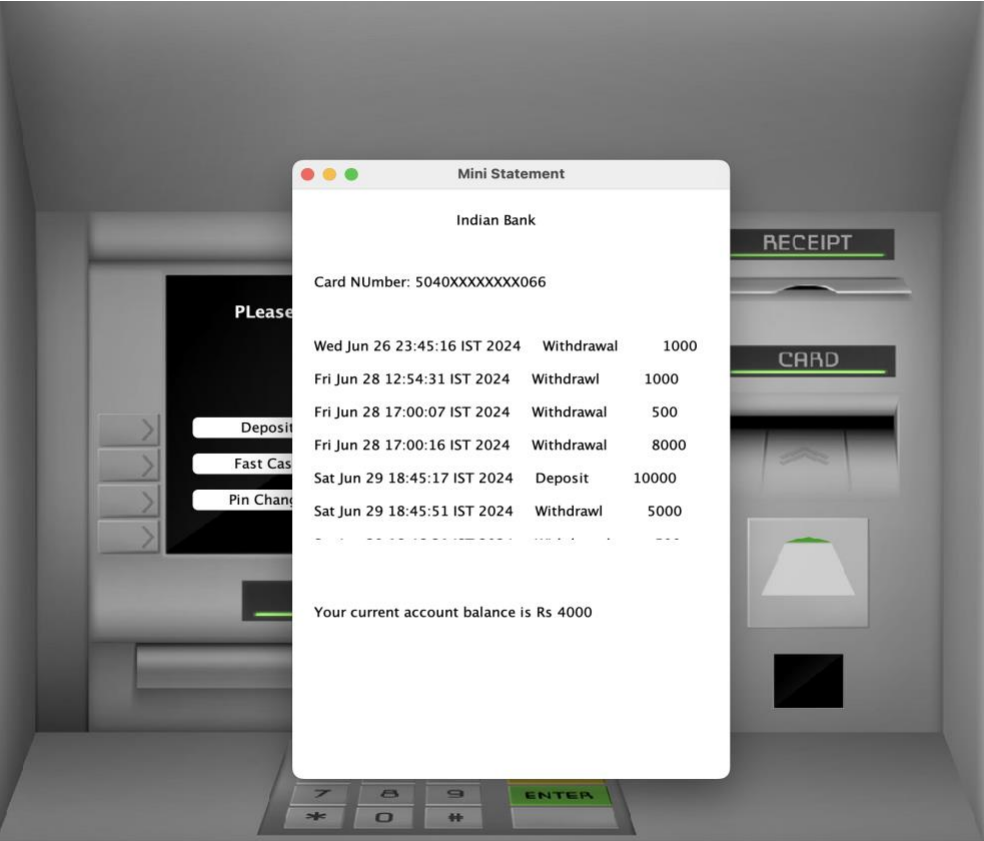 Mini Statement
Indian Bank
Card NUmber: 5040XXXXXXXX066
Wed Jun 26 23:45:16 IST 2024 Withdrawal 1000
Fri Jun 28 12:54:31 IST 2024 Withdrawl 1000
Fri Jun 28 17:00:07 IST 2024 Withdrawal 500
Fri Jun 28 17:00:16 IST 2024 Withdrawal 8000
Sat Jun 29 18:45:17 IST 2024 Deposit 10000
Sat Jun 29 18:45:51 IST 2024 Withdrawl 5000
Your current account balance is Rs 4000
PLease
Deposit
Fast Cas
Pin Chang
RECEIPT
CARD
7 8 9 ENTER
* 0 #